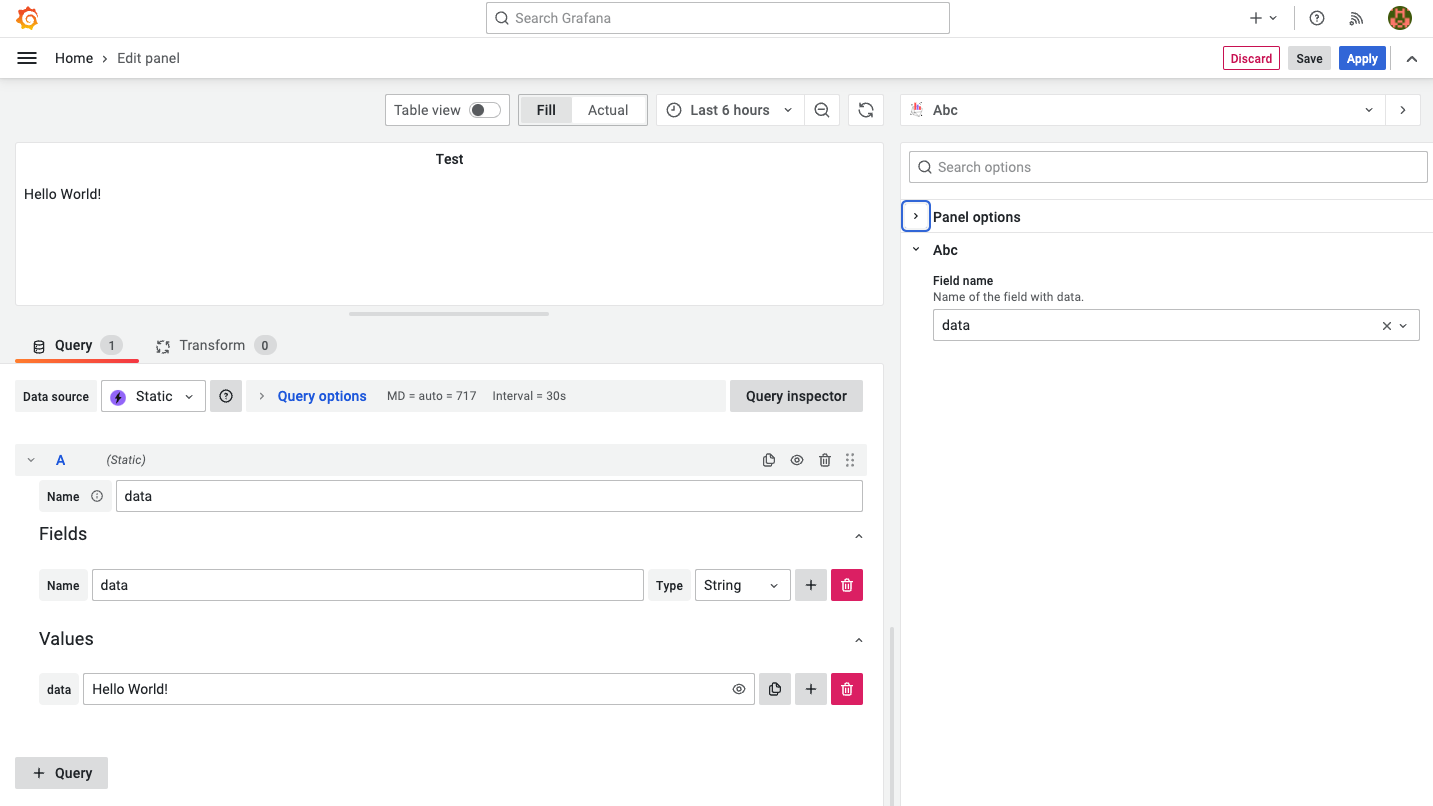 Search Grafana
Home › Edit panel
Discard Save Apply
Table view Fill Actual Last 6 hours
Abc
Test
Hello World!
Search options
Panel options
Abc
Field name
Name of the field with data.
data
Query 1 Transform 0
Data source Static Query options MD = auto = 717 Interval = 30s Query inspector
A (Static)
Name data
Fields
Name data Type String
Values
data Hello World!
+ Query